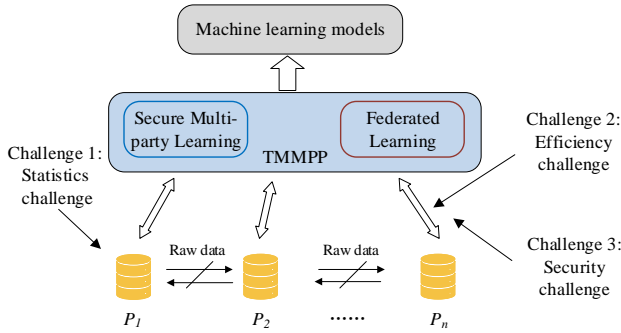 Machine learning models
Secure Multi-
party Learning
Federated
Learning
TMMPP
Challenge 1:
Statistics
challenge
Challenge 2:
Efficiency
challenge
Challenge 3:
Security
challenge
Raw data
Raw data
P1
P2
......
Pn